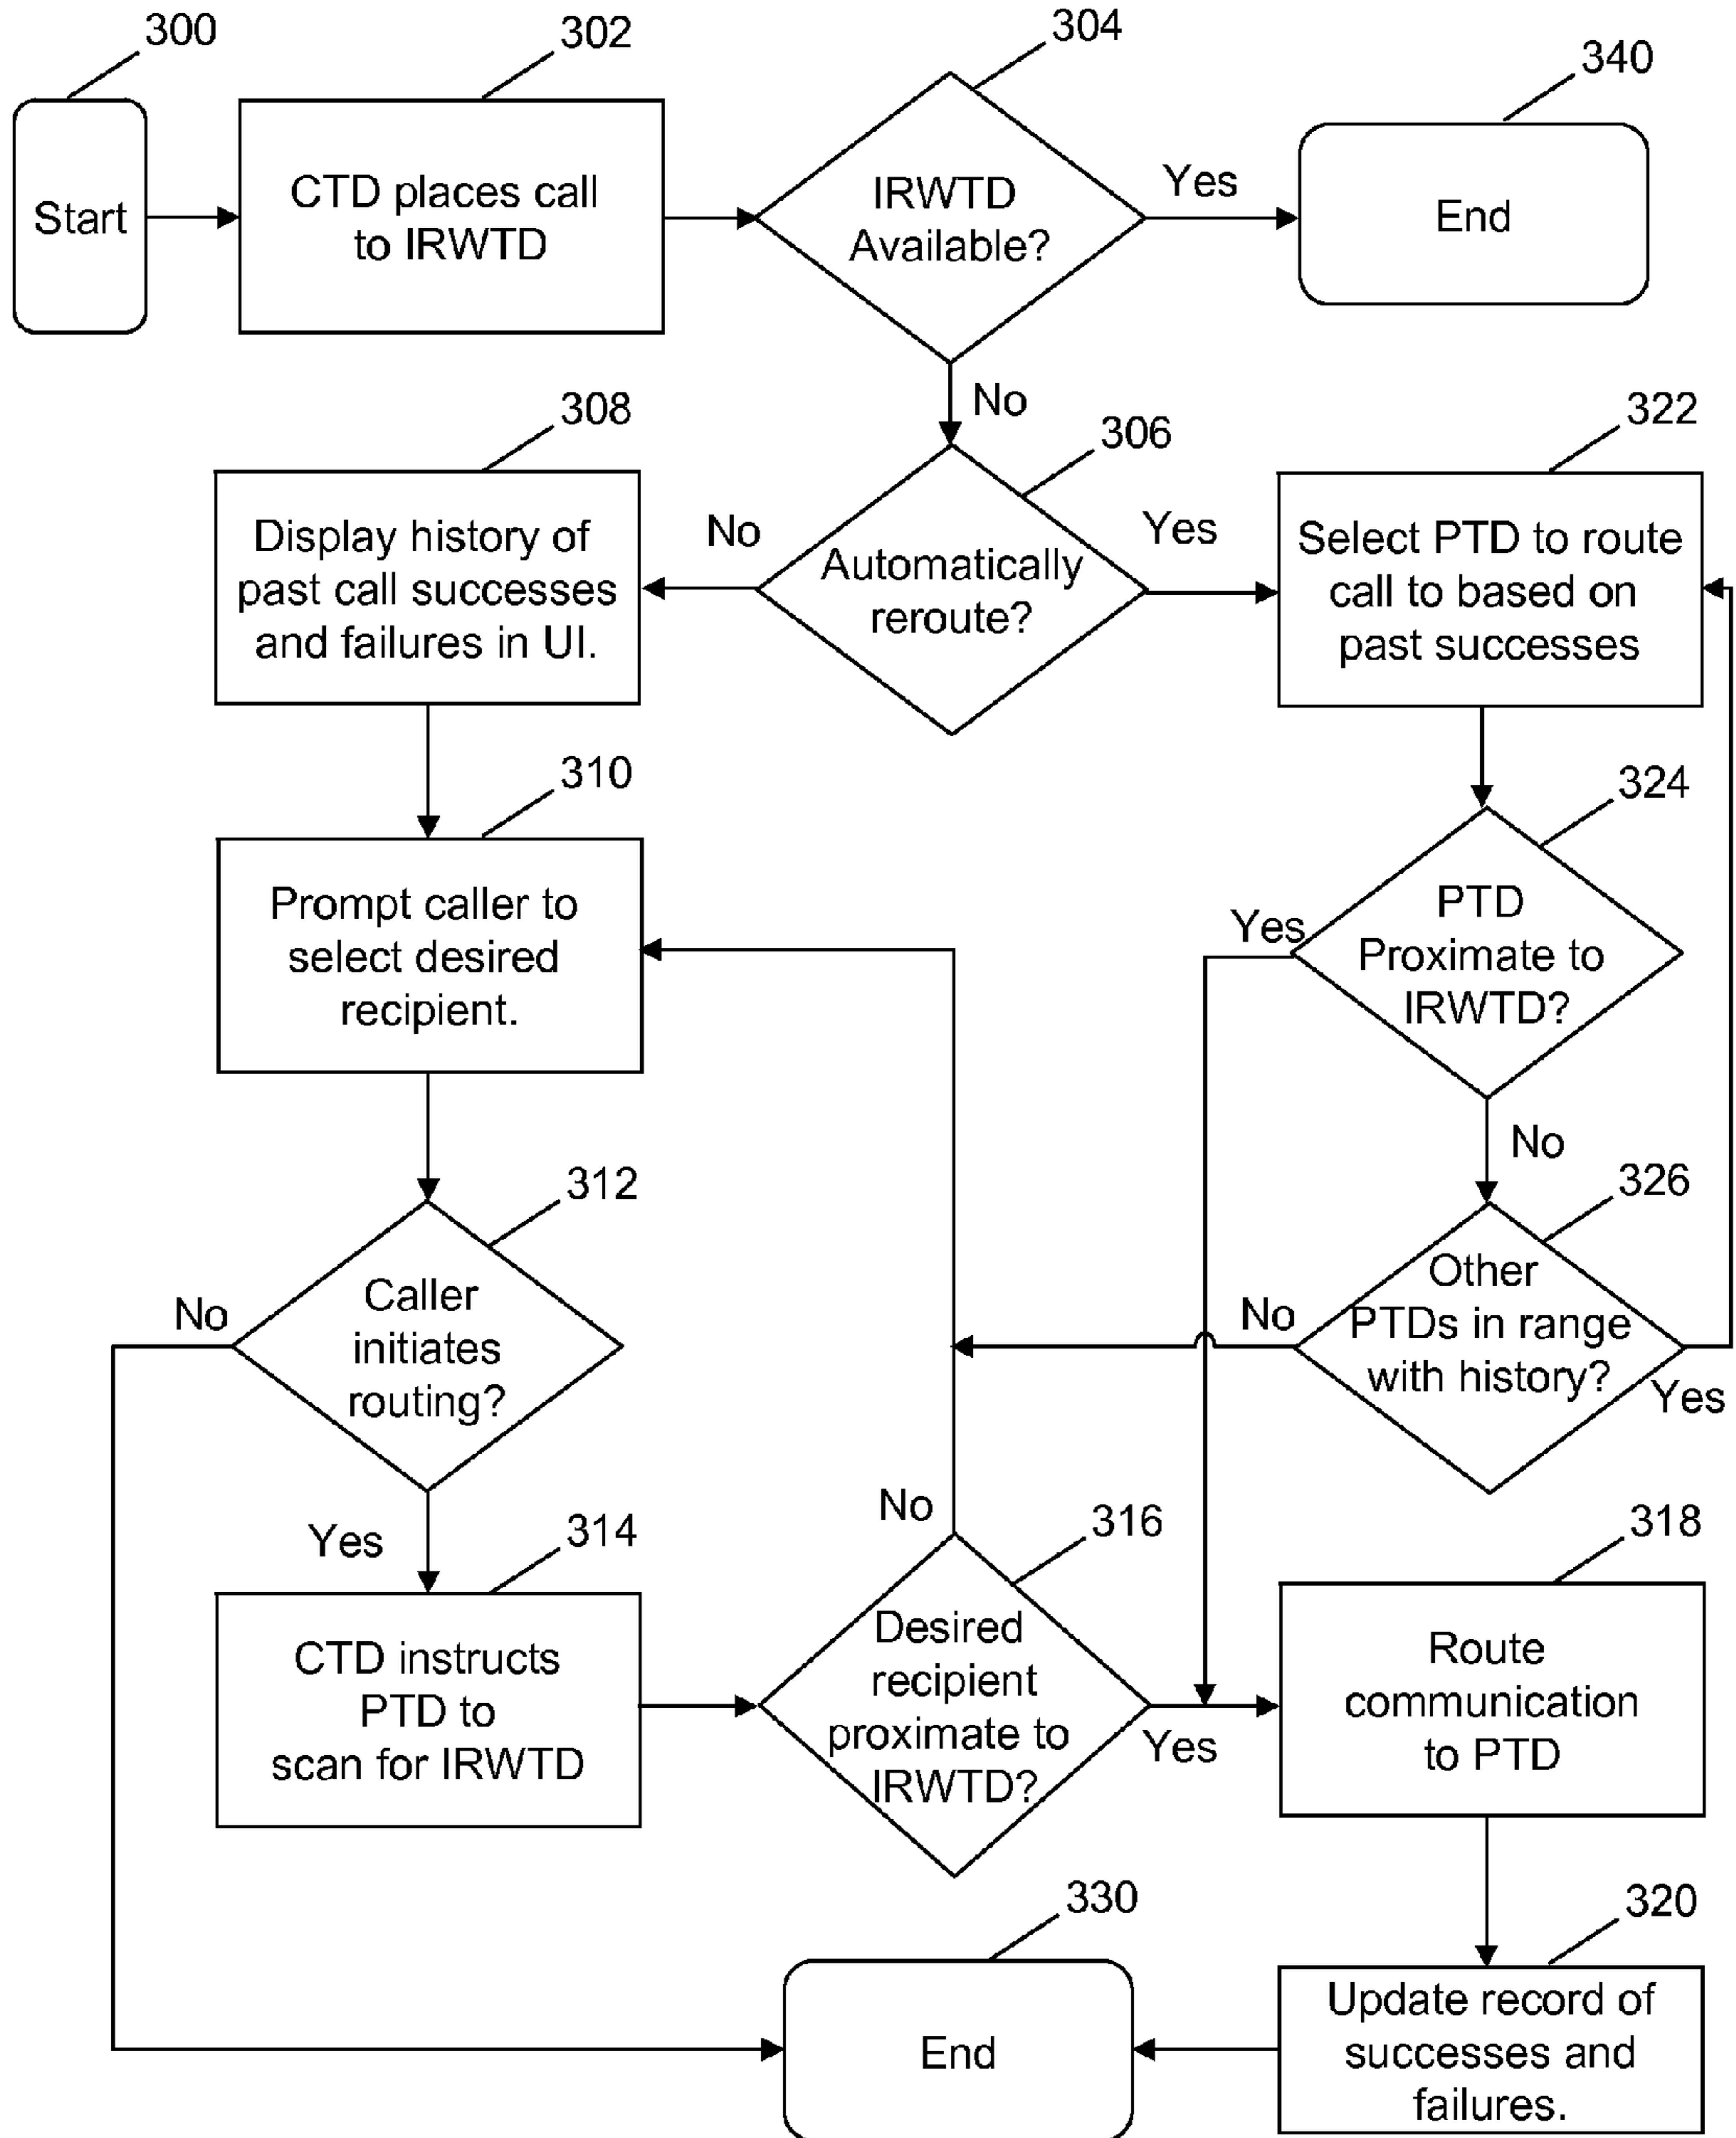 300
302
304
340
Start
CTD places call
to IRWTD
IRWTD
Available?
Yes
End
No
308
306
322
Display history of
past call successes
and failures in UI.
No
Automatically
reroute?
Yes
Select PTD to route
call to based on
past successes
310
324
Prompt caller to
select desired
recipient.
Yes
PTD
Proximate to
IRWTD?
No
312
326
No
Caller
initiates
routing?
No
Other
PTDs in range
with history?
Yes
Yes
314
No
316
318
CTD instructs
PTD to
scan for IRWTD
Desired
recipient
proximate to
IRWTD?
Yes
Route
communication
to PTD
330
320
End
Update record of
successes and
failures.